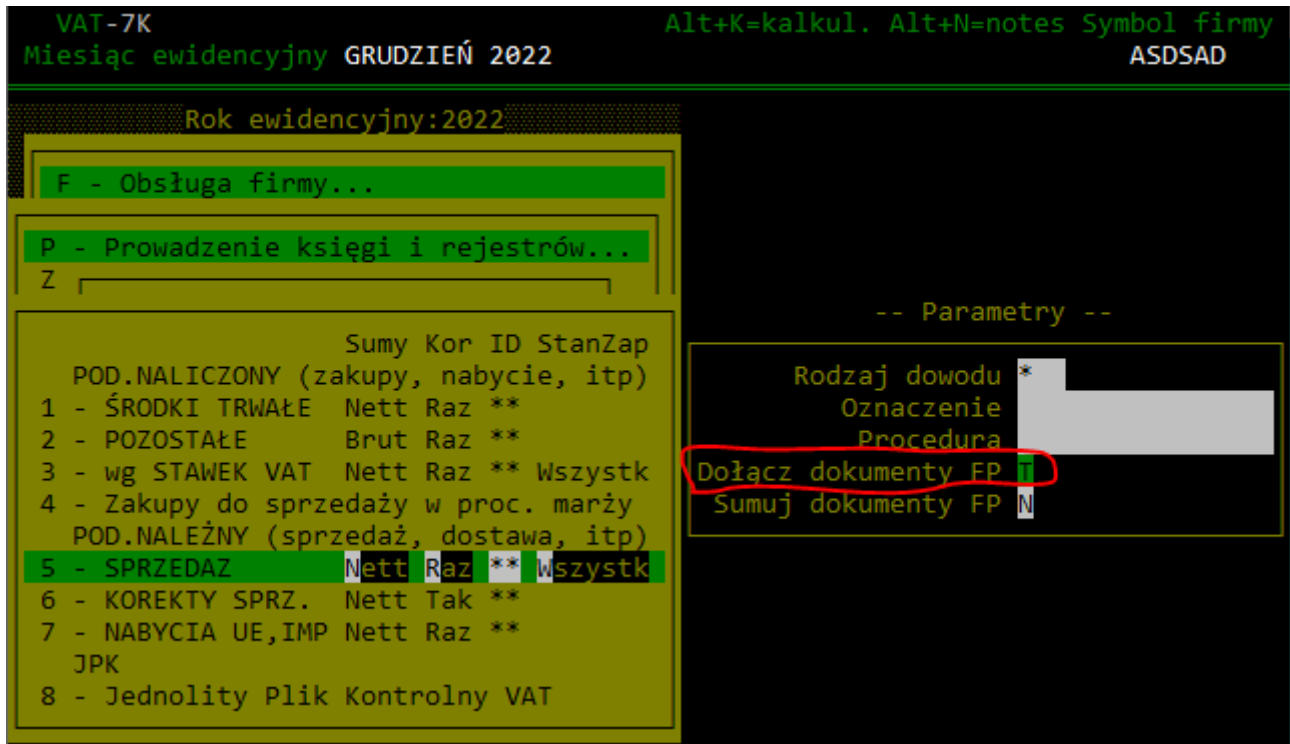 VAT-7K Alt+K=kalkul. Alt+N=notes Symbol firmy
Miesiąc ewidencyjny GRUDZIEŃ 2022 ASDSAD
Rok ewidencyjny:2022
F - Obsługa firmy...
P - Prowadzenie księgi i rejestrów...
Z
Sumy Kor ID StanZap
POD.NALICZONY (zakupy, nabycie, itp)
1 - ŚRODKI TRWAŁE Nett Raz **
2 - POZOSTAŁE Brut Raz **
3 - wg STAWEK VAT Nett Raz ** Wszystk
4 - Zakupy do sprzedaży w proc. marży
POD.NALEŻNY (sprzedaż, dostawa, itp)
5 - SPRZEDAZ Nett Raz ** Wszystk
6 - KOREKTY SPRZ. Nett Tak **
7 - NABYCIA UE,IMP Nett Raz **
JPK
8 - Jednolity Plik Kontrolny VAT
-- Parametry --
Rodzaj dowodu *
Oznaczenie
Procedura
Dołącz dokumenty FP T
Sumuj dokumenty FP N